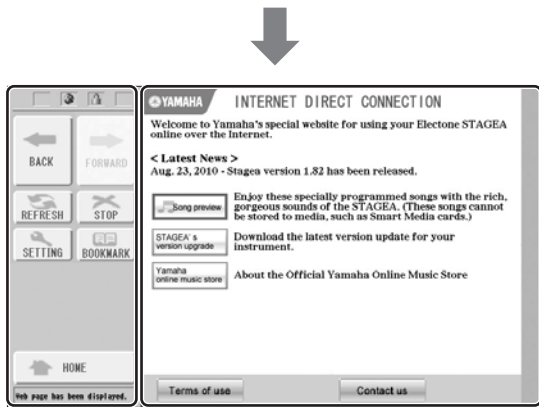 BACK
FORWARD
REFRESH
STOP
SETTING
BOOKMARK
HOME
Web page has been displayed.
YAMAHA
INTERNET DIRECT CONNECTION
Welcome to Yamaha's special website for using your Electone STAGEA
online over the Internet.
< Latest News >
Aug. 23, 2010 - Stagea version 1.82 has been released.
Song preview
Enjoy these specially programmed songs with the rich,
gorgeous sounds of the STAGEA. (These songs cannot
be stored to media, such as Smart Media cards.)
STAGEA' s
version upgrade
Download the latest version update for your
instrument.
Yamaha
online music store
About the Official Yamaha Online Music Store
Terms of use
Contact us